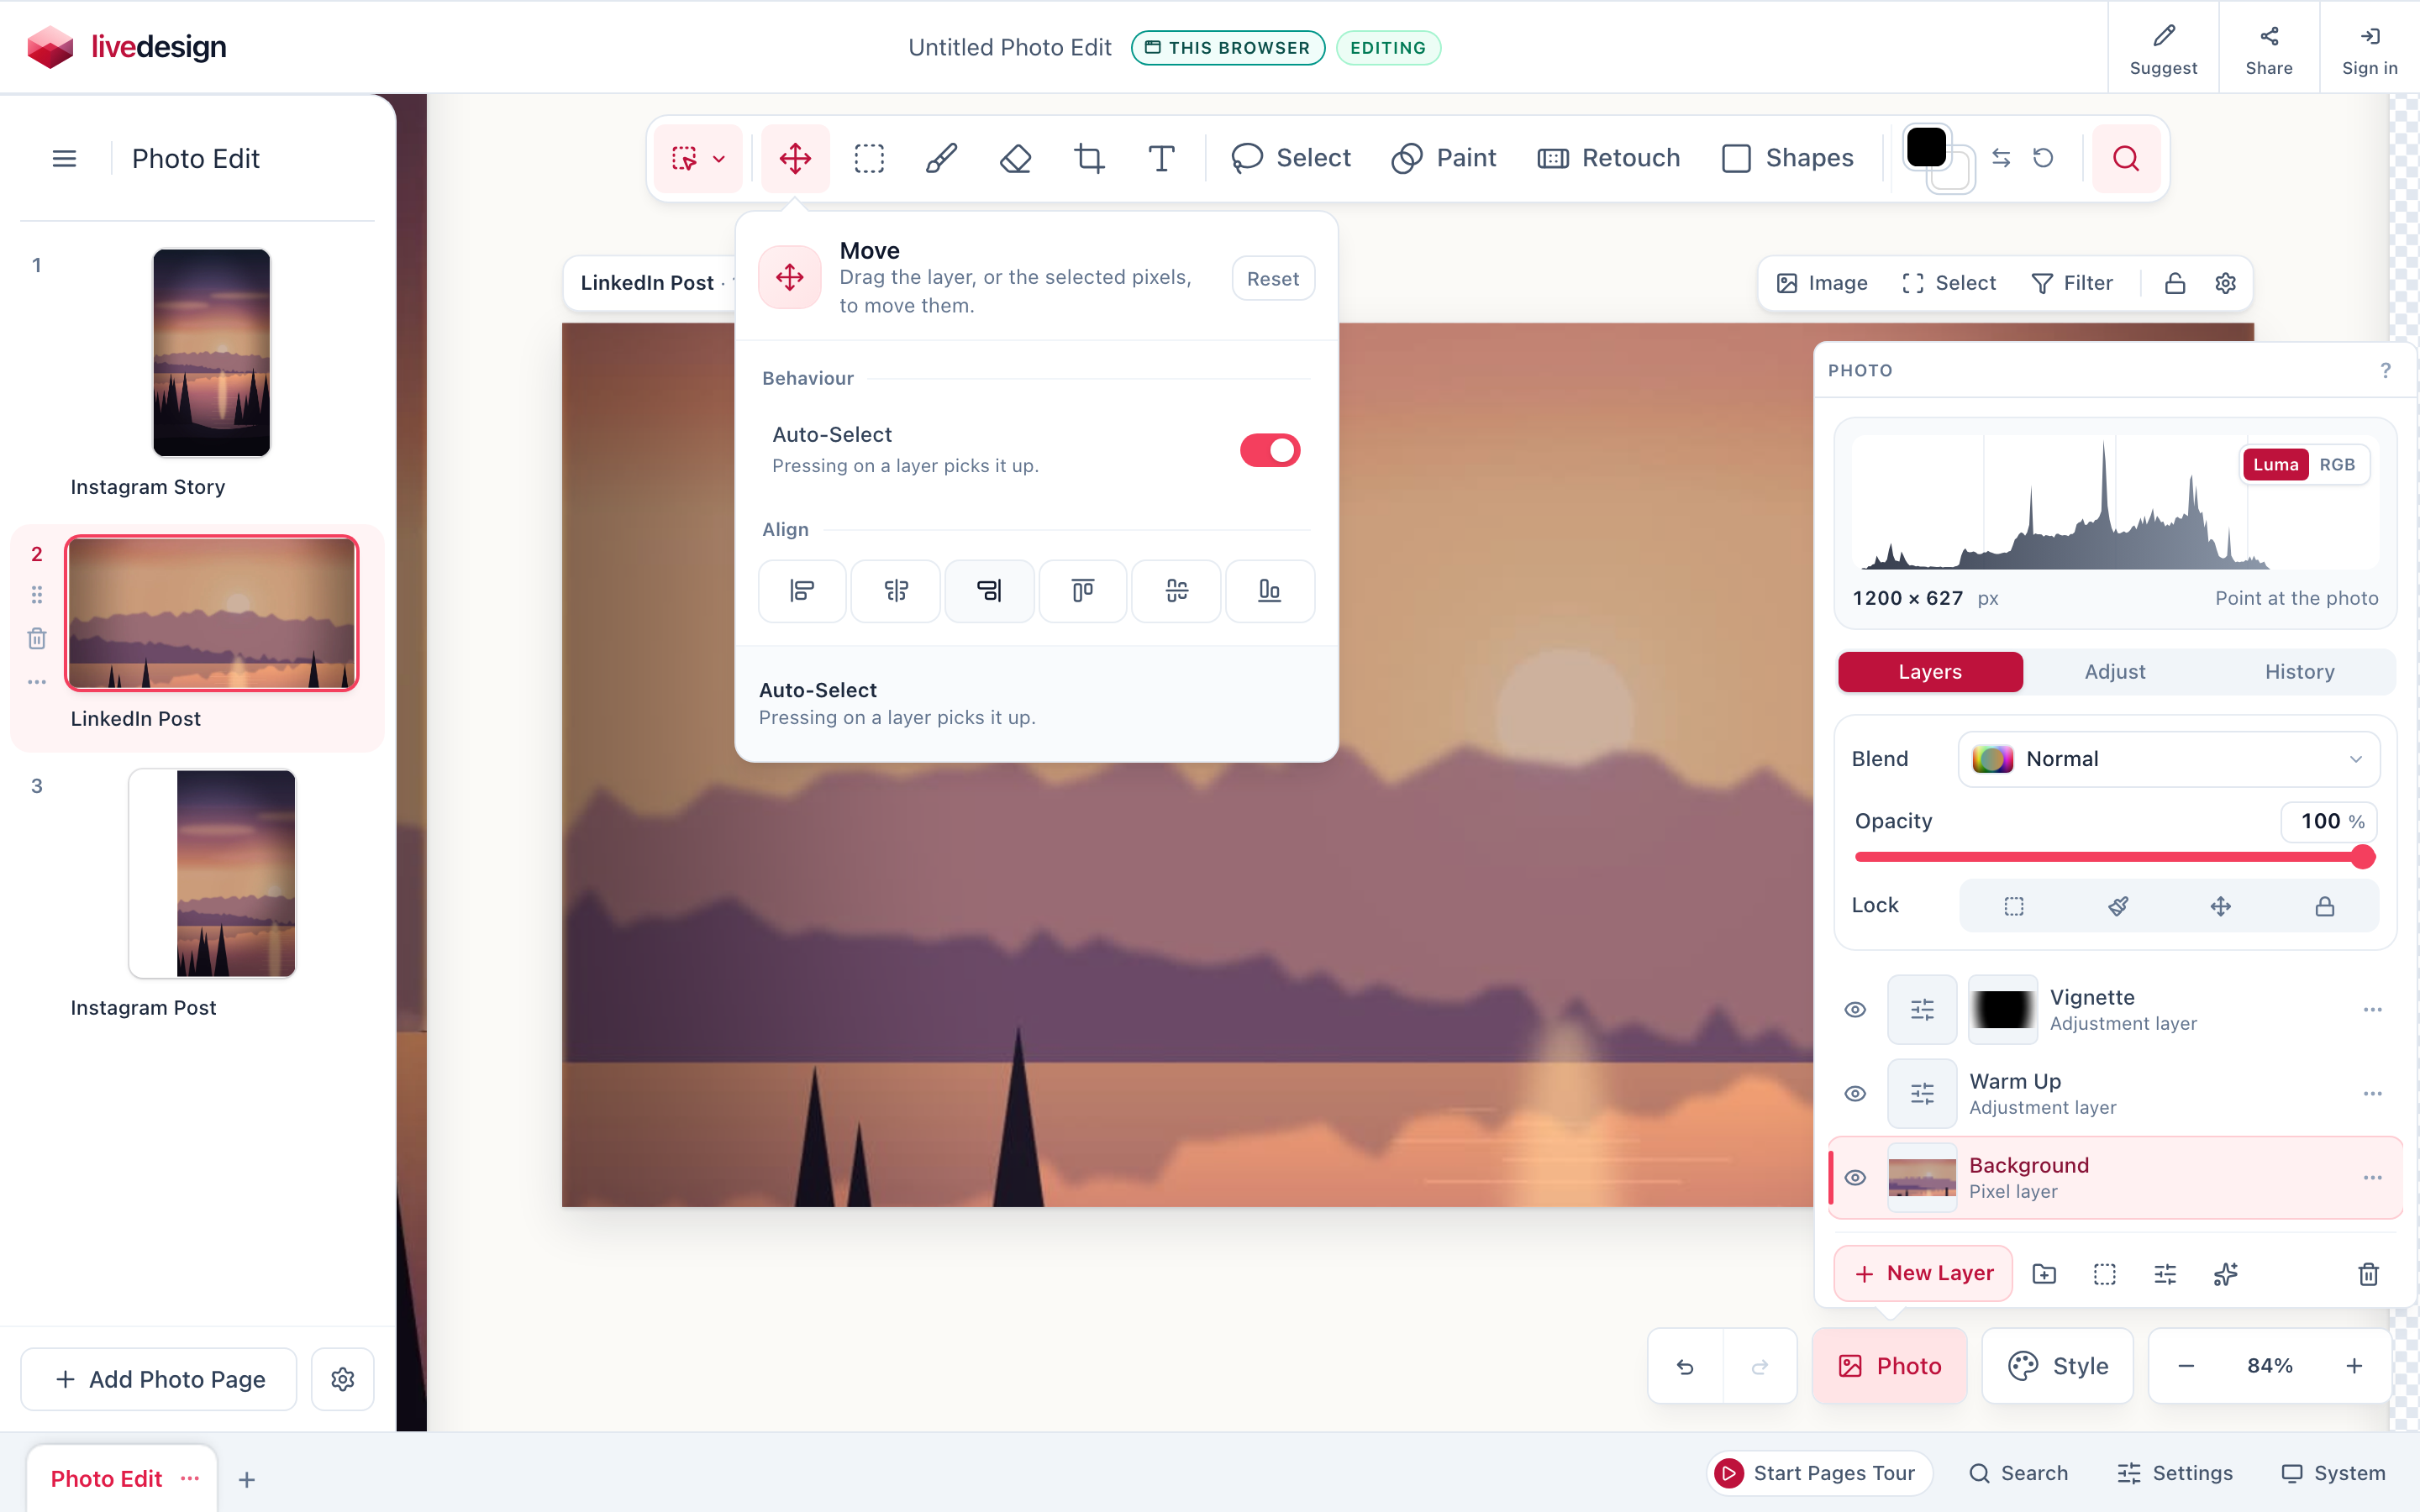 livedesign
Untitled Photo Edit
THIS BROWSER
EDITING
Suggest
Share
Sign in
Photo Edit
1
Instagram Story
2
LinkedIn Post
3
Instagram Post
Add Photo Page
Select
Paint
Retouch
Shapes
LinkedIn Post ·
Move
Drag the layer, or the selected pixels,
to move them.
Reset
Behaviour
Auto-Select
Pressing on a layer picks it up.
Align
Auto-Select
Pressing on a layer picks it up.
Image
Select
Filter
PHOTO
?
Luma
RGB
1200 × 627 px
Point at the photo
Layers
Adjust
History
Blend
Normal
Opacity
100 %
Lock
Vignette
Adjustment layer
Warm Up
Adjustment layer
Background
Pixel layer
New Layer
Photo
Style
84%
Photo Edit
Start Pages Tour
Search
Settings
System